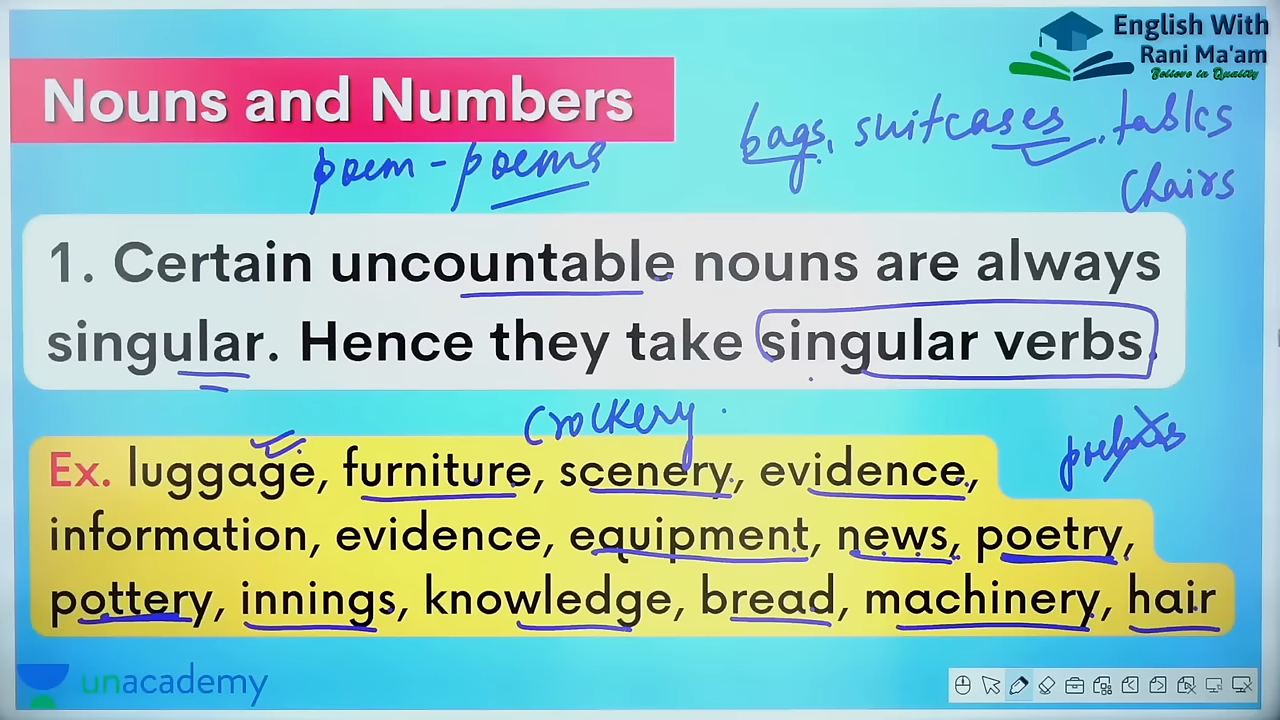 English With
Rani Ma'am
Believe in Quality
Nouns and Numbers
bags, suitcases, tables
chairs
poem - poems
1. Certain uncountable nouns are always
singular. Hence they take singular verbs.
crockery.
Ex. luggage, furniture, scenery, evidence,
information, evidence, equipment, news, poetry,
pottery, innings, knowledge, bread, machinery, hair
unacademy